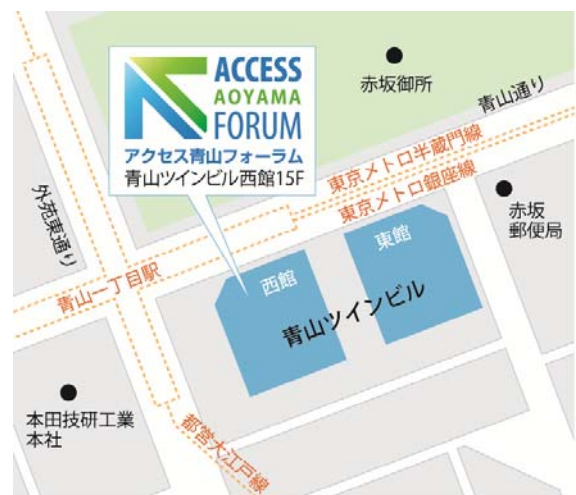 ACCESS
AOYAMA
FORUM
アクセス青山フォーラム
青山ツインビル西館15F
赤坂御所
青山通り
東京メトロ半蔵門線
東京メトロ銀座線
外苑東通り
赤坂
郵便局
東館
西館
青山ツインビル
青山一丁目駅
本田技研工業
本社
都営大江戸線